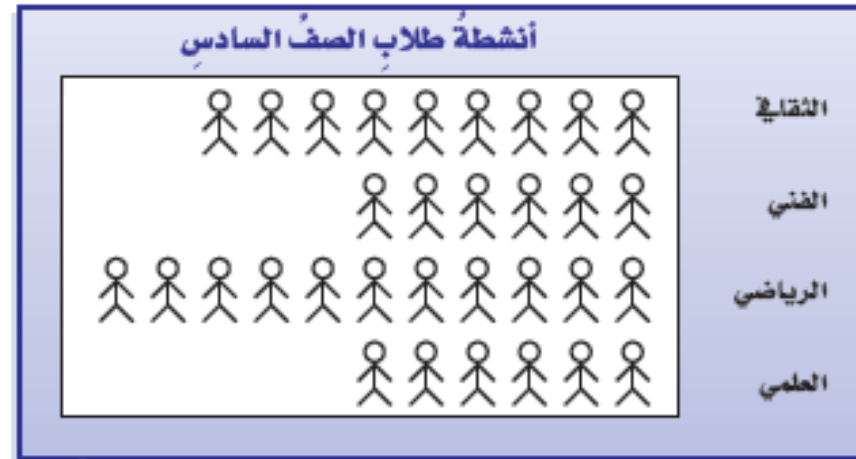 أنشطةُ طلابِ الصفِّ السادسِ
الثقافي
الفني
الرياضي
العلمي